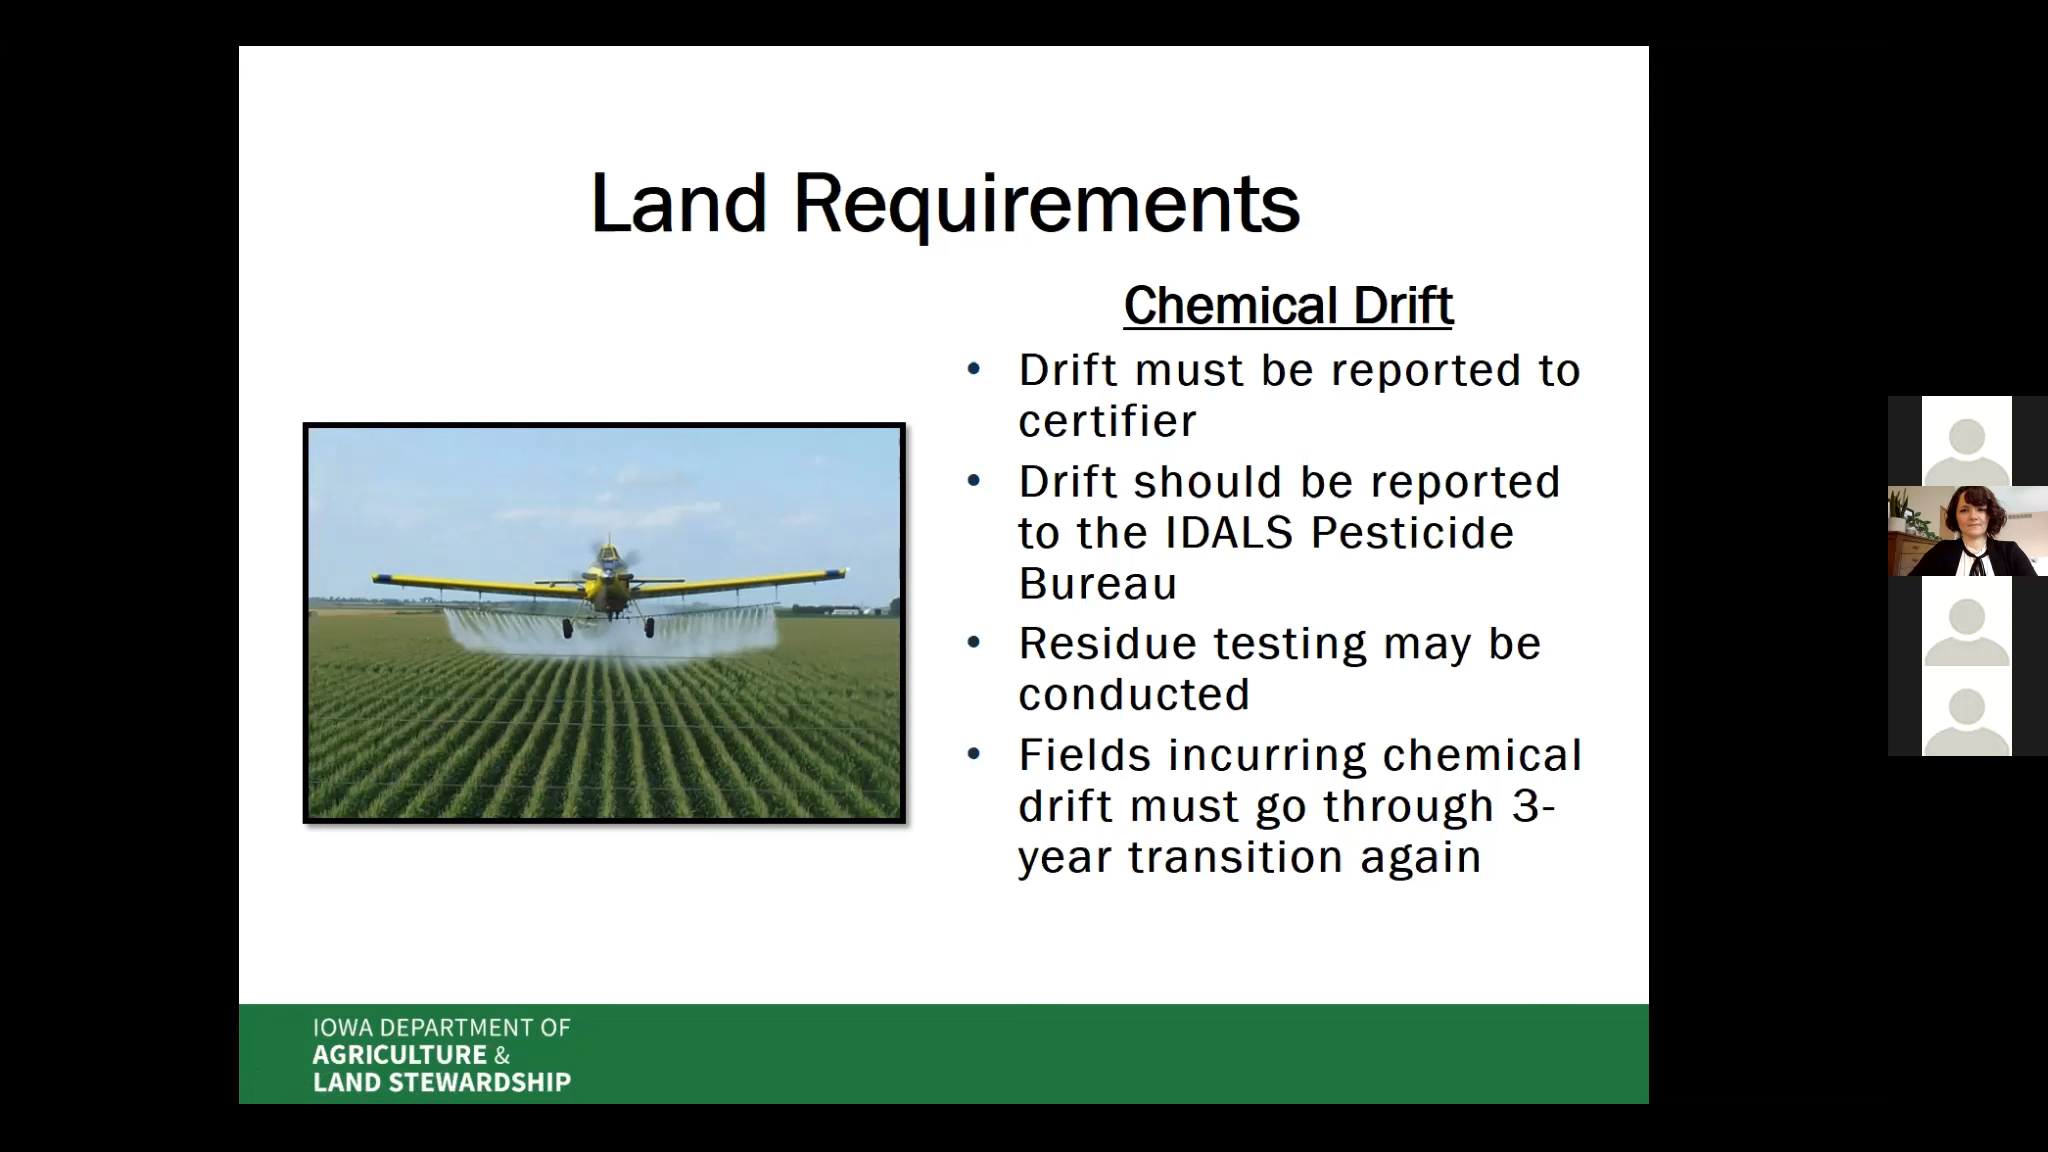 Land Requirements
Chemical Drift
• Drift must be reported to
certifier
• Drift should be reported
to the IDALS Pesticide
Bureau
• Residue testing may be
conducted
• Fields incurring chemical
drift must go through 3-
year transition again
IOWA DEPARTMENT OF
AGRICULTURE &
LAND STEWARDSHIP